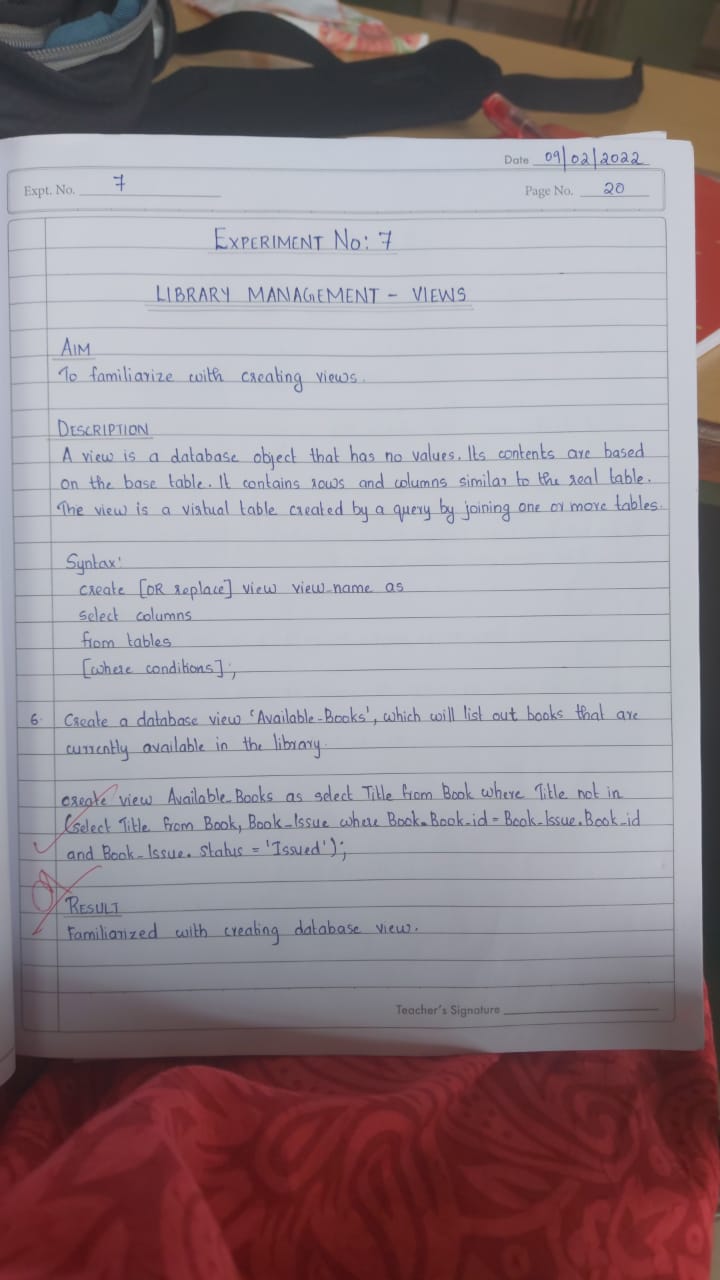 Date 09/02/2022
Expt. No. 7
Page No. 20
EXPERIMENT No: 7
LIBRARY MANAGEMENT - VIEWS
AIM
To familiarize with creating views.
DESCRIPTION
A view is a database object that has no values. Its contents are based
on the base table. It contains rows and columns similar to the real table.
The view is a virtual table created by a query by joining one or more tables.
Syntax:
create [OR replace] view view_name as
select columns
from tables
[where conditions];
6. Create a database view 'Available_Books', which will list out books that are
currently available in the library.
create view Available_Books as select Title from Book where Title not in
(select Title from Book, Book_Issue where Book.Book_id = Book_Issue.Book_id
and Book_Issue.Status = 'Issued');
RESULT
Familiarized with creating database view.
Teacher's Signature